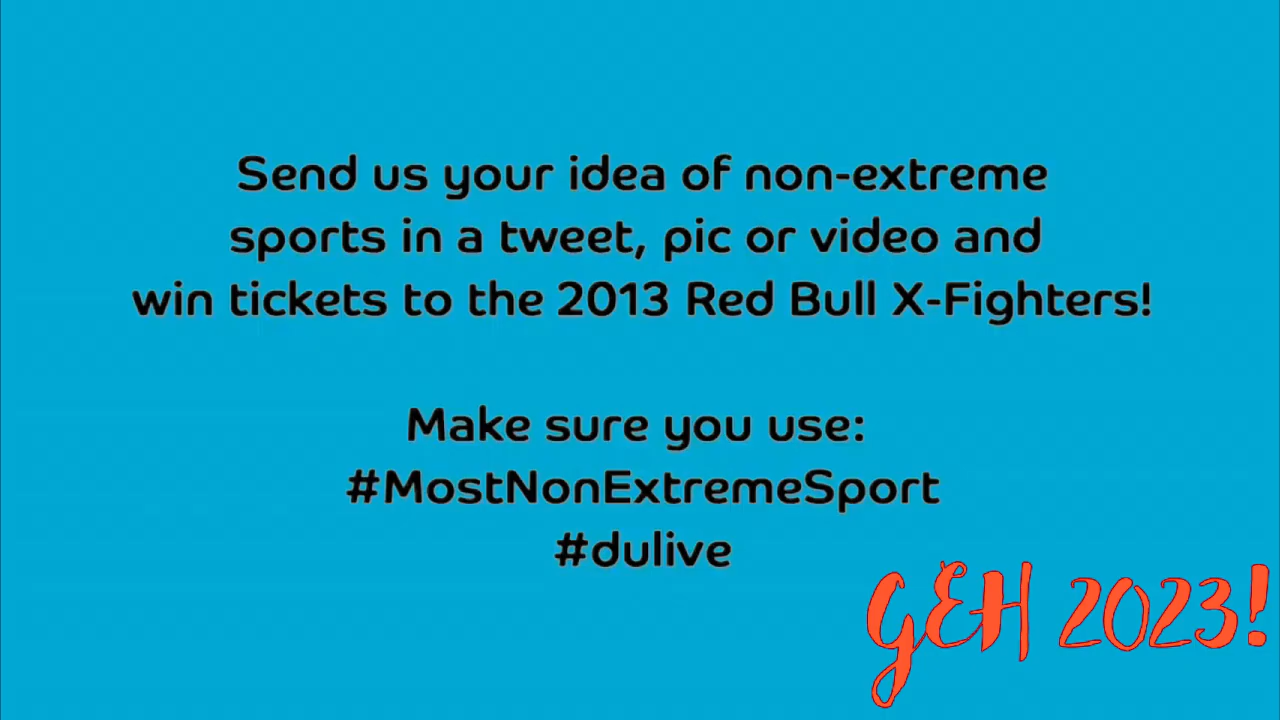 Send us your idea of non-extreme
sports in a tweet, pic or video and
win tickets to the 2013 Red Bull X-Fighters!
Make sure you use:
#MostNonExtremeSport
#dulive
GEH 2023!